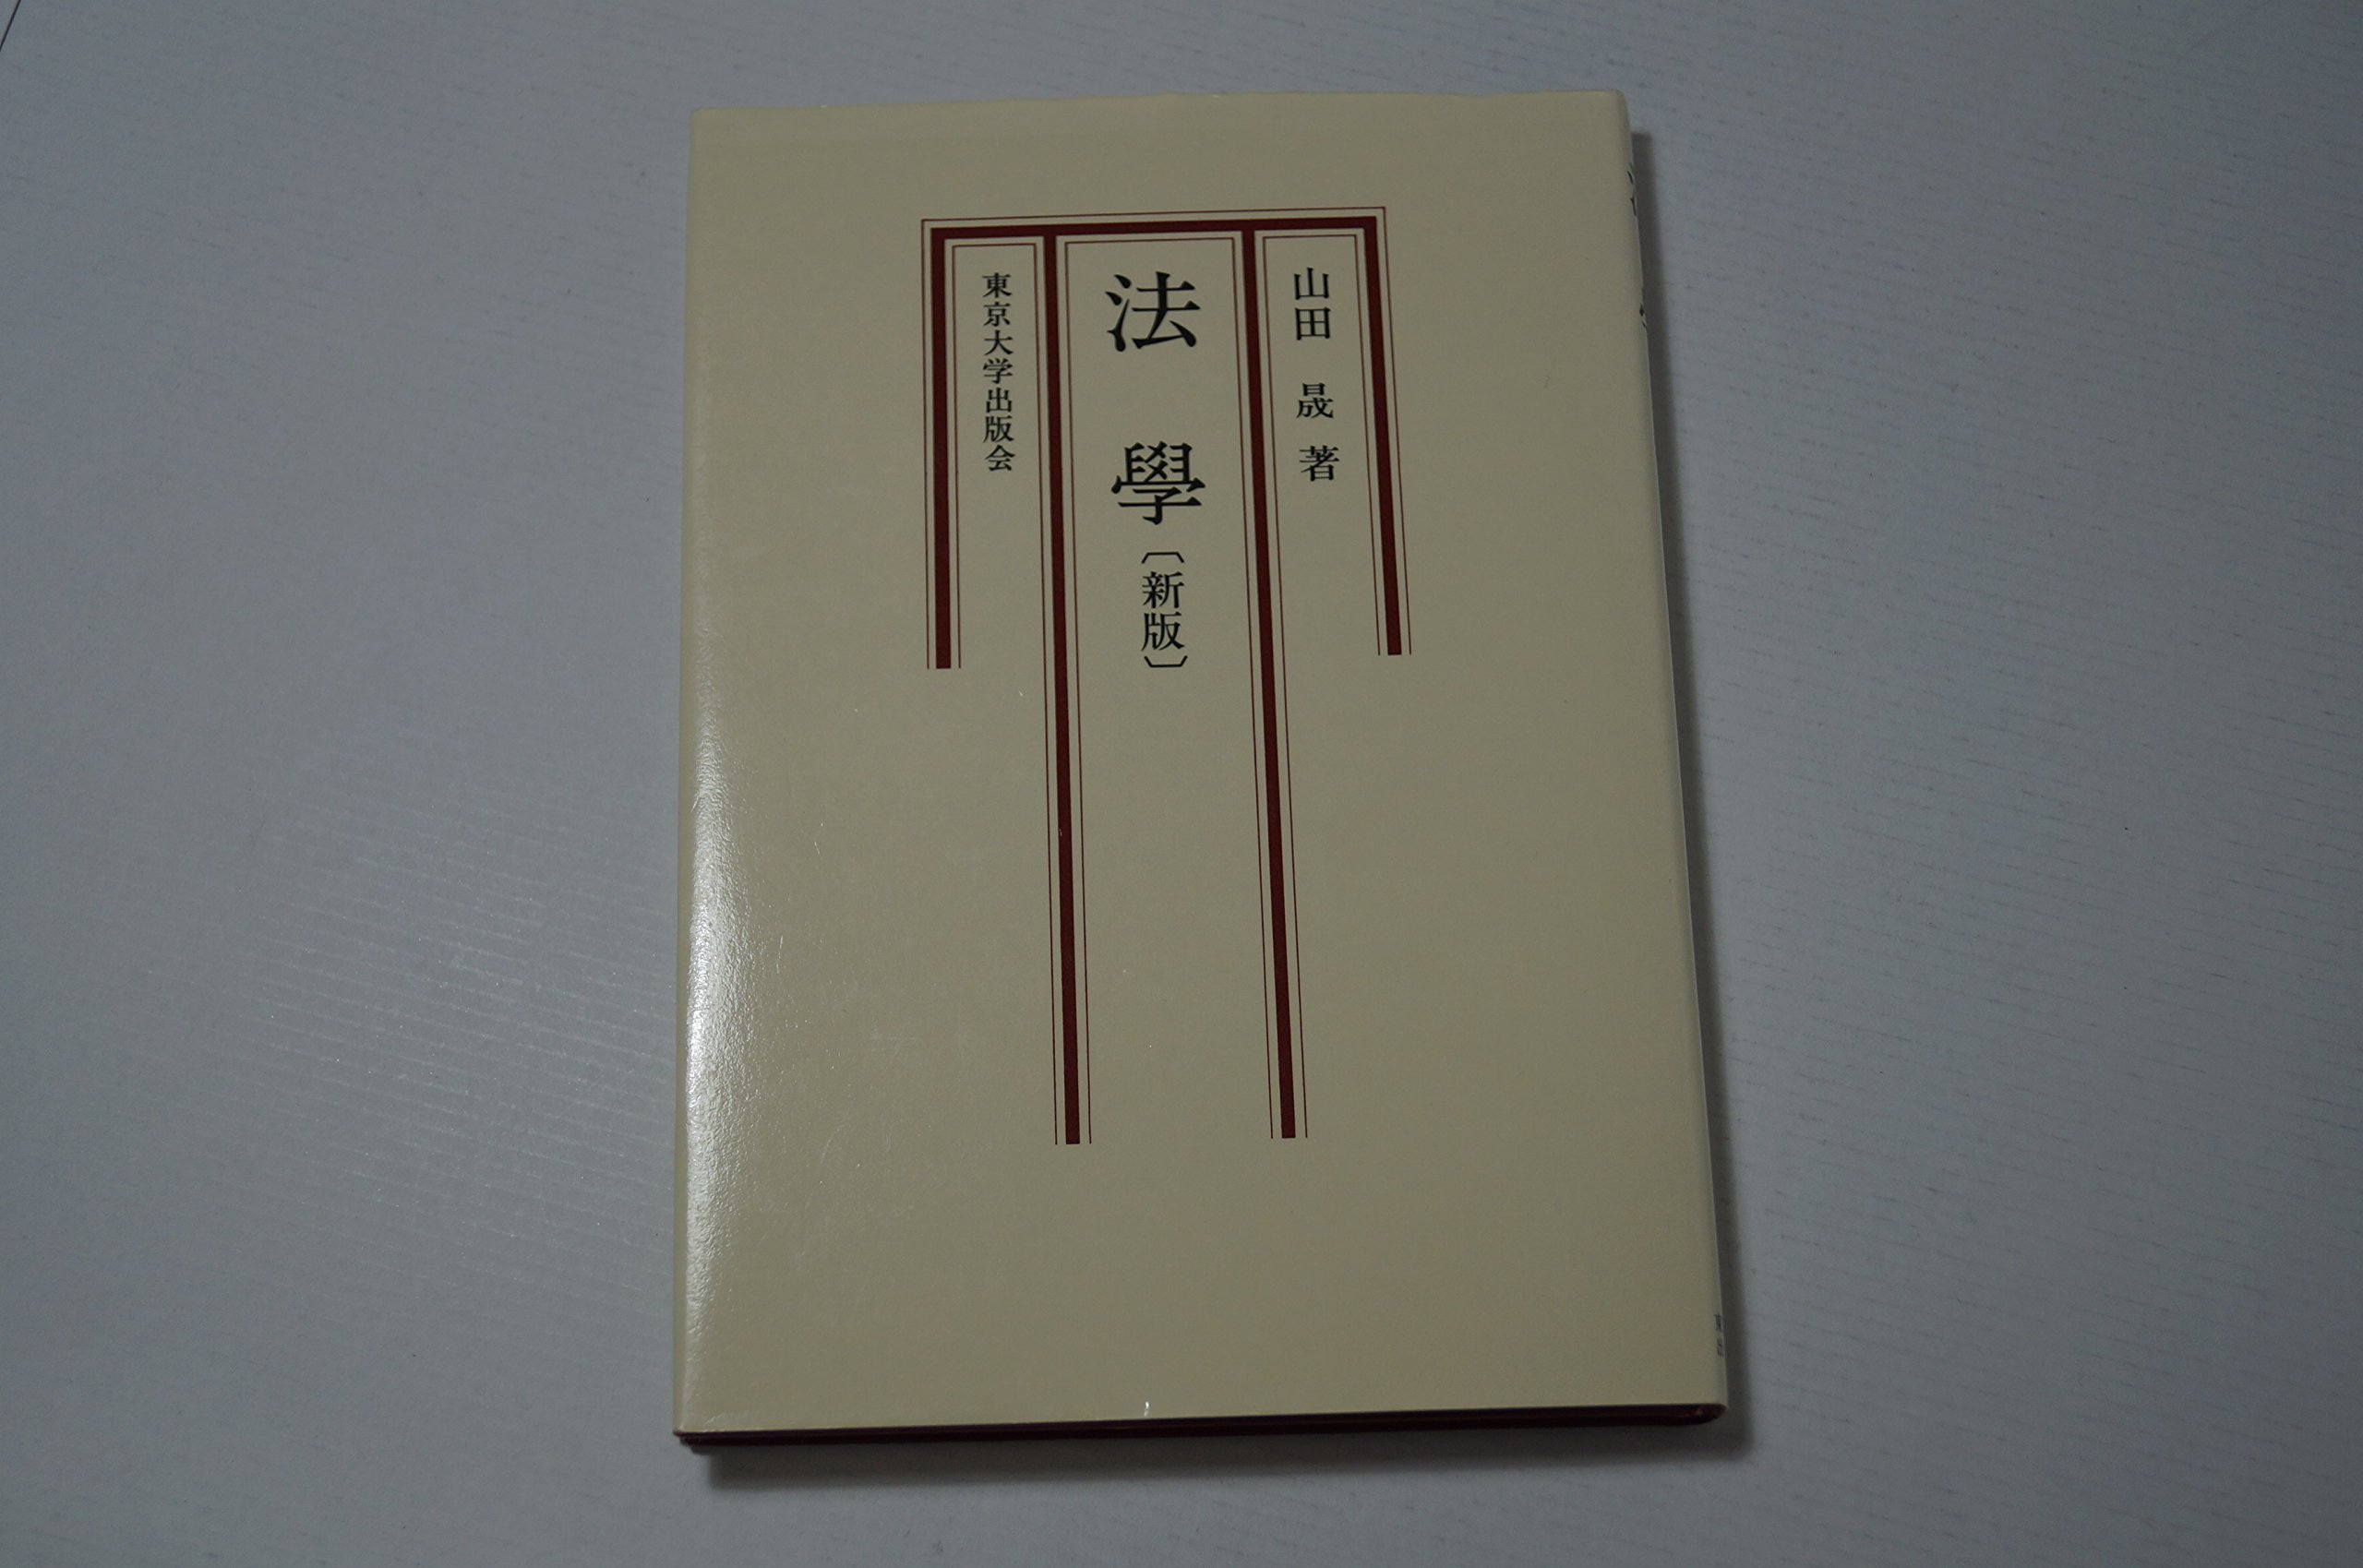 山田 晟 著
法 學〔新版〕
東京大学出版会